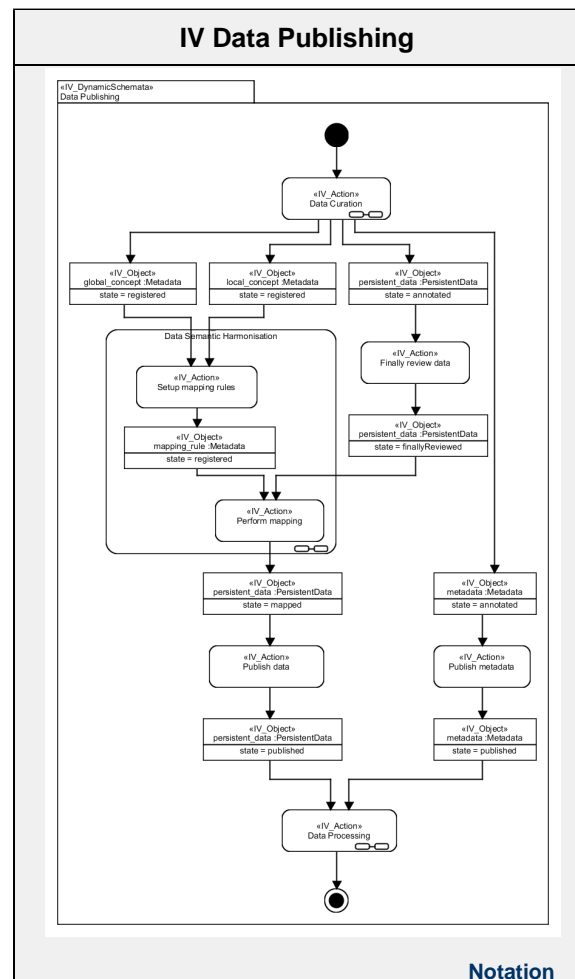 IV Data Publishing
«IV_DynamicSchemata»
Data Publishing
«IV_Action»
Data Curation
«IV_Object»
global_concept :Metadata
state = registered
«IV_Object»
local_concept :Metadata
state = registered
«IV_Object»
persistent_data :PersistentData
state = annotated
Data Semantic Harmonisation
«IV_Action»
Setup mapping rules
«IV_Action»
Finally review data
«IV_Object»
mapping_rule :Metadata
state = registered
«IV_Object»
persistent_data :PersistentData
state = finallyReviewed
«IV_Action»
Perform mapping
«IV_Object»
persistent_data :PersistentData
state = mapped
«IV_Object»
metadata :Metadata
state = annotated
«IV_Action»
Publish data
«IV_Action»
Publish metadata
«IV_Object»
persistent_data :PersistentData
state = published
«IV_Object»
metadata :Metadata
state = published
«IV_Action»
Data Processing
Notation